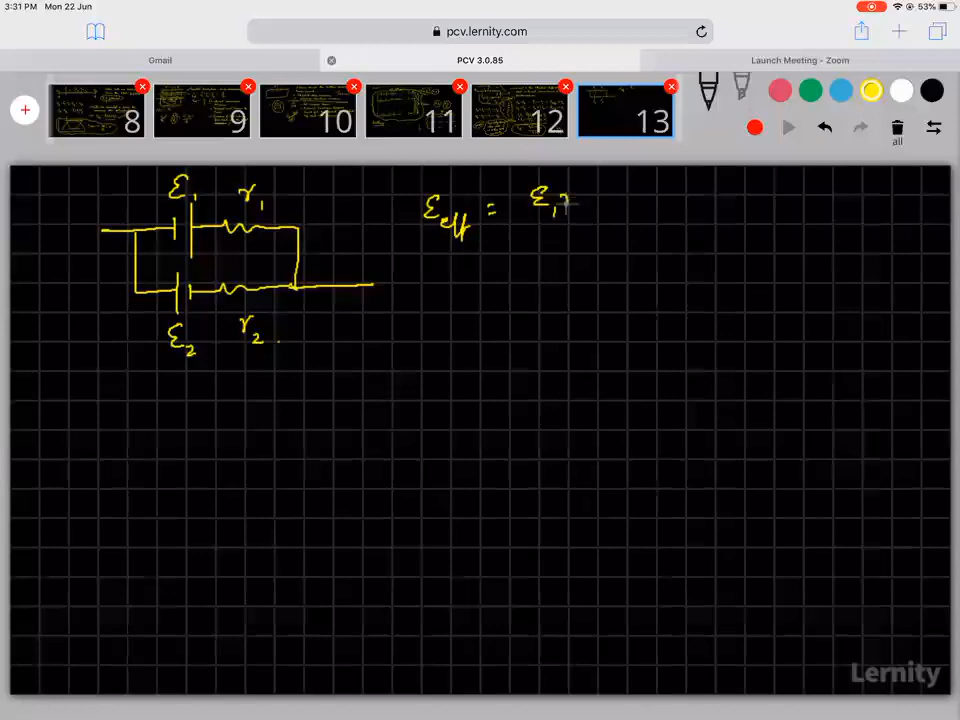 3:31 PM Mon 22 Jun
53%
pcv.lernity.com
Gmail
PCV 3.0.85
Launch Meeting - Zoom
8
9
10
11
12
13
all
ε₁ r₁
ε_eff = ε₁r
ε₂ r₂
Lernity